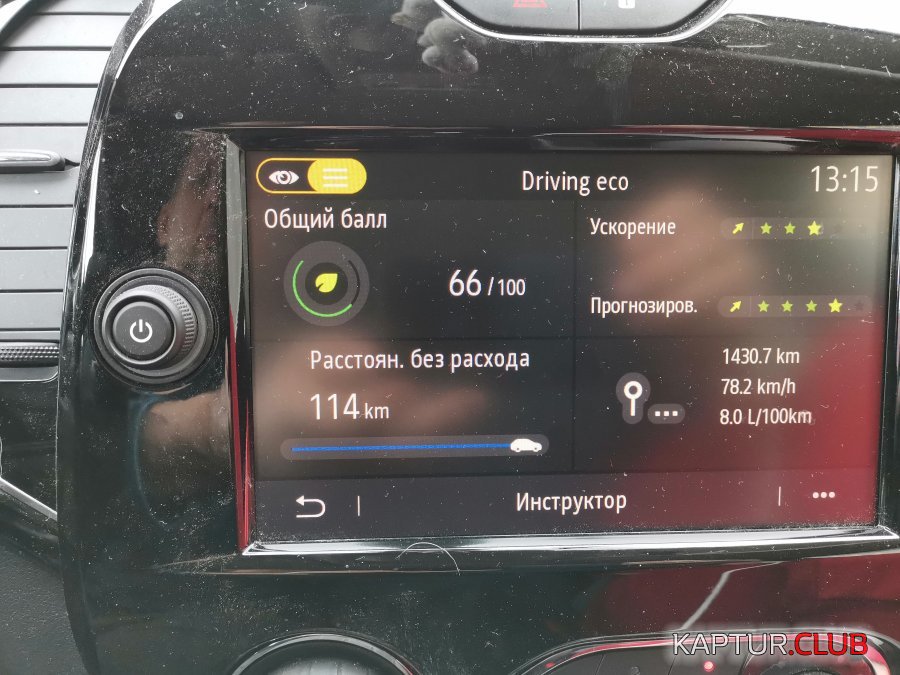 Driving eco
13:15
Общий балл
66 / 100
Ускорение
Прогнозиров.
Расстоян. без расхода
114 km
1430.7 km
78.2 km/h
8.0 L/100km
Инструктор
KAPTUR.CLUB